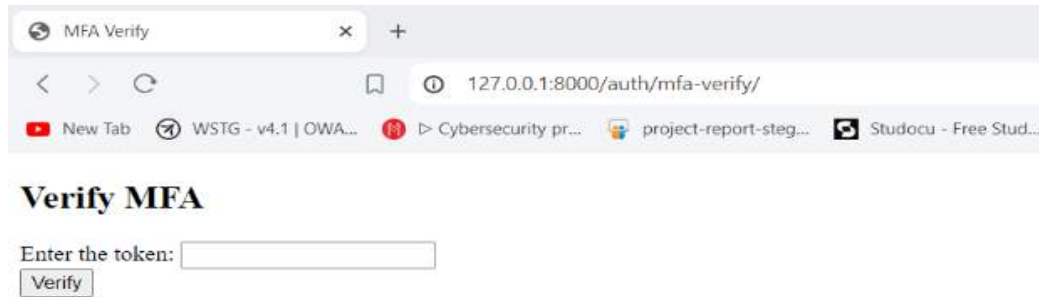 MFA Verify
127.0.0.1:8000/auth/mfa-verify/
New Tab WSTG - v4.1 | OWA... Cybersecurity pr... project-report-steg... Studocu - Free Stud...
Verify MFA
Enter the token:
Verify